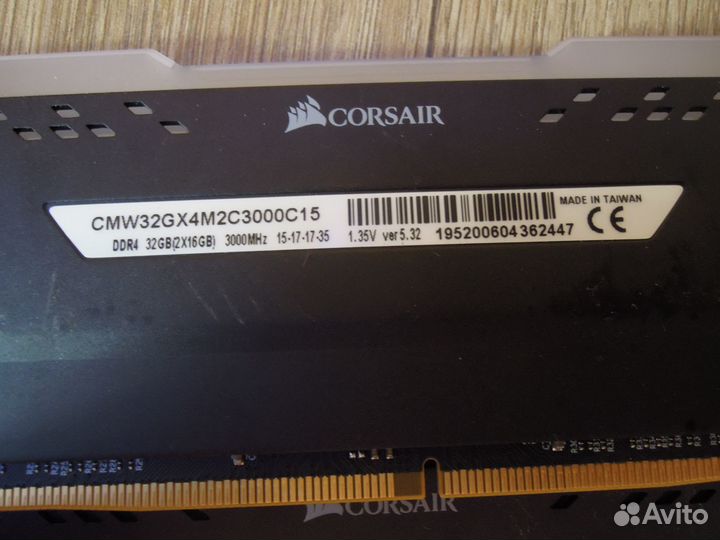 CORSAIR
CMW32GX4M2C3000C15
MADE IN TAIWAN
DDR4 32GB(2X16GB) 3000MHz 15-17-17-35 1.35V ver5.32 195200604362447
CE
CORSAIR
Avito